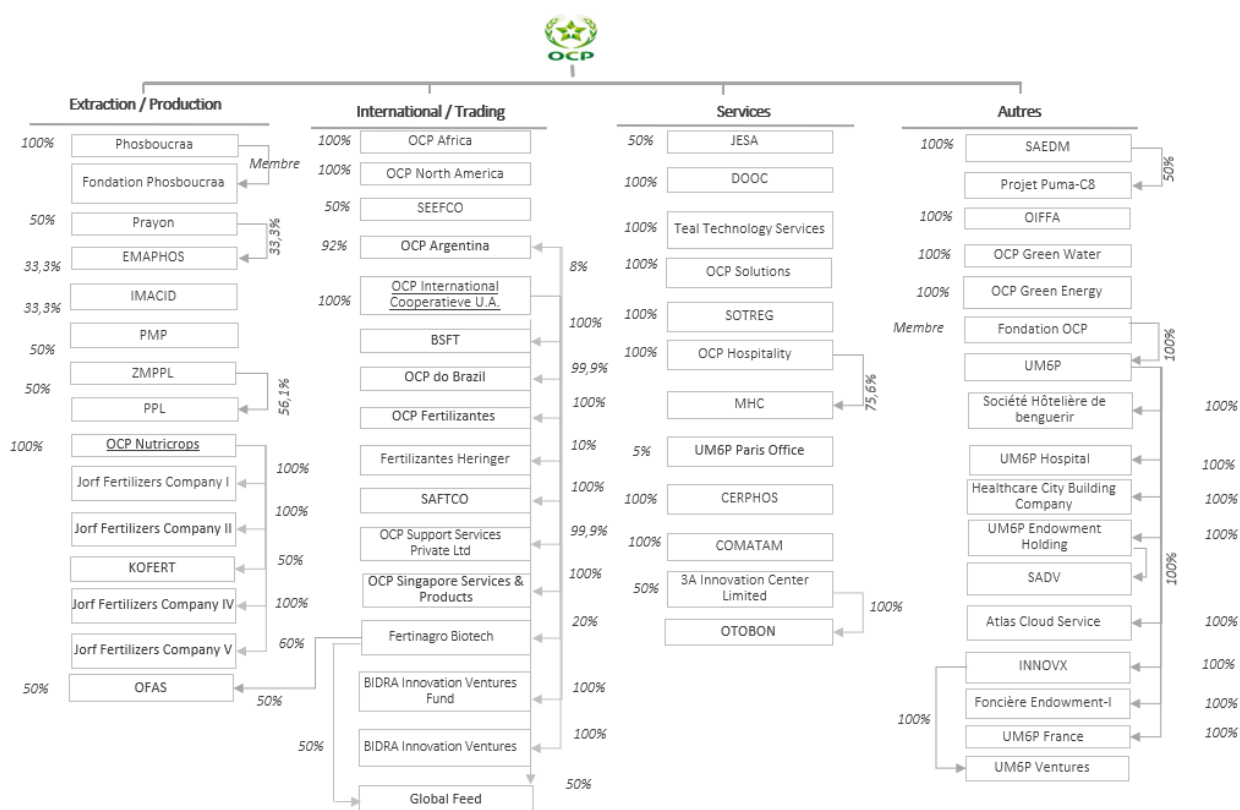 OCP
Extraction / Production
100%
Phosboucraa
Membre
Fondation Phosboucraa
50%
Prayon
33,3%
EMAPHOS
33,3%
IMACID
33,3%
PMP
50%
ZMPPL
50%
56,1%
PPL
100%
OCP Nutricrops
100%
Jorf Fertilizers Company I
100%
Jorf Fertilizers Company II
50%
KOFERT
100%
Jorf Fertilizers Company IV
60%
Jorf Fertilizers Company V
50%
OFAS
50%
International / Trading
100%
OCP Africa
100%
OCP North America
50%
SEEFCO
92%
OCP Argentina
8%
100%
OCP International
Cooperatieve U.A.
100%
BSFT
99,9%
OCP do Brazil
100%
OCP Fertilizantes
10%
Fertilizantes Heringer
100%
SAFTCO
99,9%
OCP Support Services
Private Ltd
100%
OCP Singapore Services &
Products
20%
Fertinagro Biotech
100%
BIDRA Innovation Ventures
Fund
100%
50%
BIDRA Innovation Ventures
50%
Global Feed
Services
50%
JESA
100%
DOOC
100%
Teal Technology Services
100%
OCP Solutions
100%
SOTREG
100%
OCP Hospitality
75,6%
MHC
5%
UM6P Paris Office
100%
CERPHOS
100%
COMATAM
50%
3A Innovation Center
Limited
100%
OTOBON
Autres
100%
SAEDM
50%
Projet Puma-C8
100%
OIFFA
100%
OCP Green Water
100%
OCP Green Energy
Membre
Fondation OCP
100%
UM6P
Société Hôtelière de
benguerir
100%
UM6P Hospital
100%
Healthcare City Building
Company
100%
UM6P Endowment
Holding
100%
SADV
100%
Atlas Cloud Service
100%
INNOVX
100%
Foncière Endowment-I
100%
100%
UM6P France
100%
UM6P Ventures